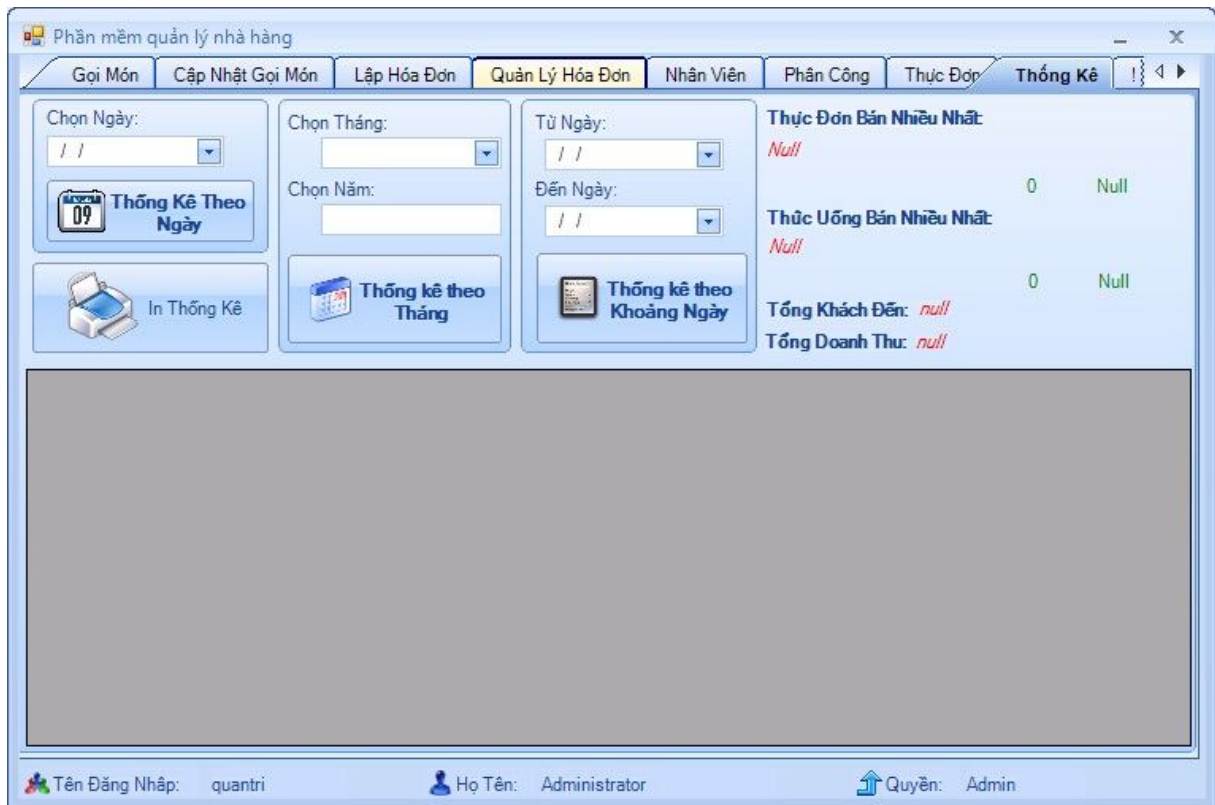 Phần mềm quản lý nhà hàng
Gọi Món Cập Nhật Gọi Món Lập Hóa Đơn Quản Lý Hóa Đơn Nhân Viên Phân Công Thực Đơn Thống Kê
Chọn Ngày:
/ /
Thống Kê Theo
Ngày
In Thống Kê
Chọn Tháng:
Chọn Năm:
Thống kê theo
Tháng
Từ Ngày:
/ /
Đến Ngày:
/ /
Thống kê theo
Khoảng Ngày
Thực Đơn Bán Nhiều Nhất:
Null
0 Null
Thức Uống Bán Nhiều Nhất:
Null
0 Null
Tổng Khách Đến: null
Tổng Doanh Thu: null
Tên Đăng Nhập: quantri Họ Tên: Administrator Quyền: Admin